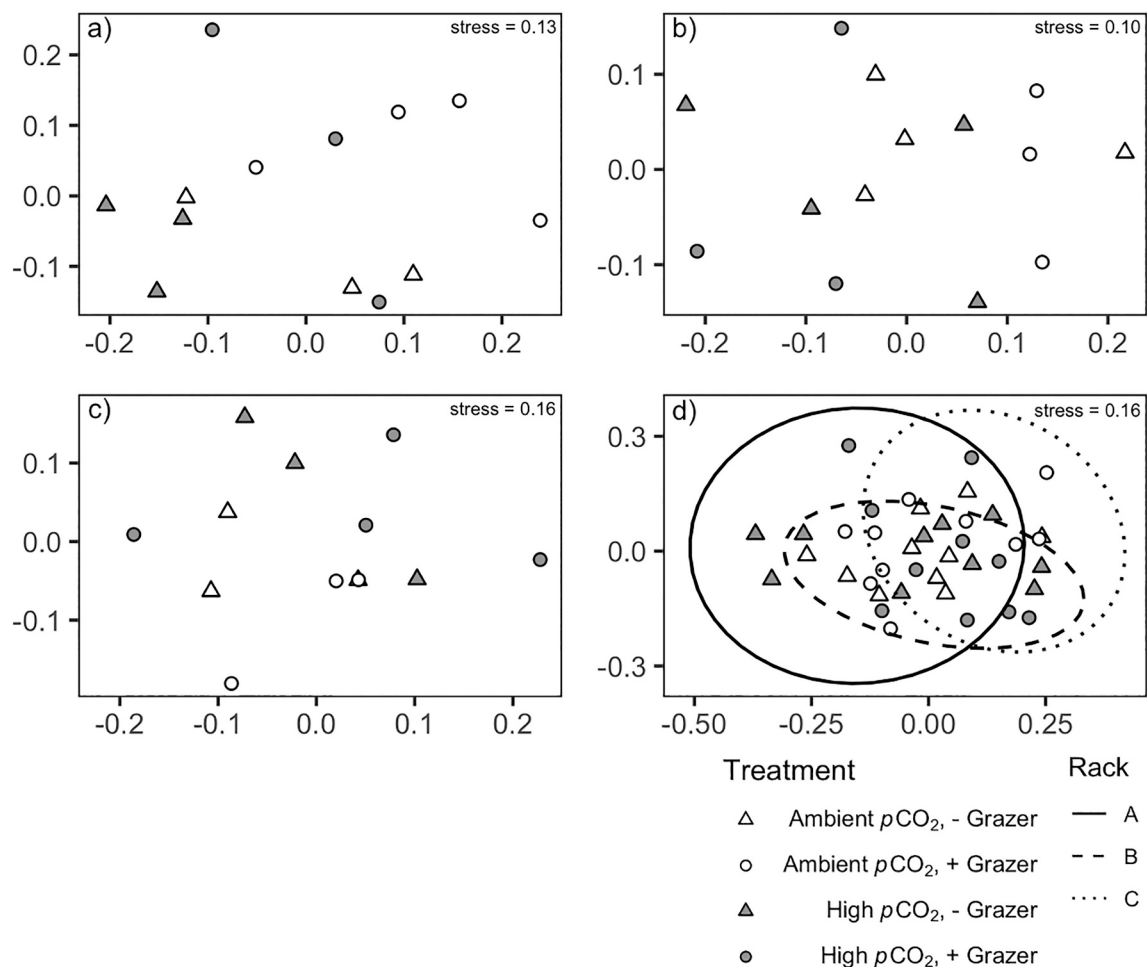 a) stress = 0.13
0.2
0.1
0.0
-0.1
-0.2 -0.1 0.0 0.1 0.2
b) stress = 0.10
0.1
0.0
-0.1
-0.2 -0.1 0.0 0.1 0.2
c) stress = 0.16
0.1
0.0
-0.1
-0.2 -0.1 0.0 0.1 0.2
d) stress = 0.16
0.3
0.0
-0.3
-0.50 -0.25 0.00 0.25
Treatment
Ambient pCO₂, - Grazer
Ambient pCO₂, + Grazer
High pCO₂, - Grazer
High pCO₂, + Grazer
Rack
A
B
C